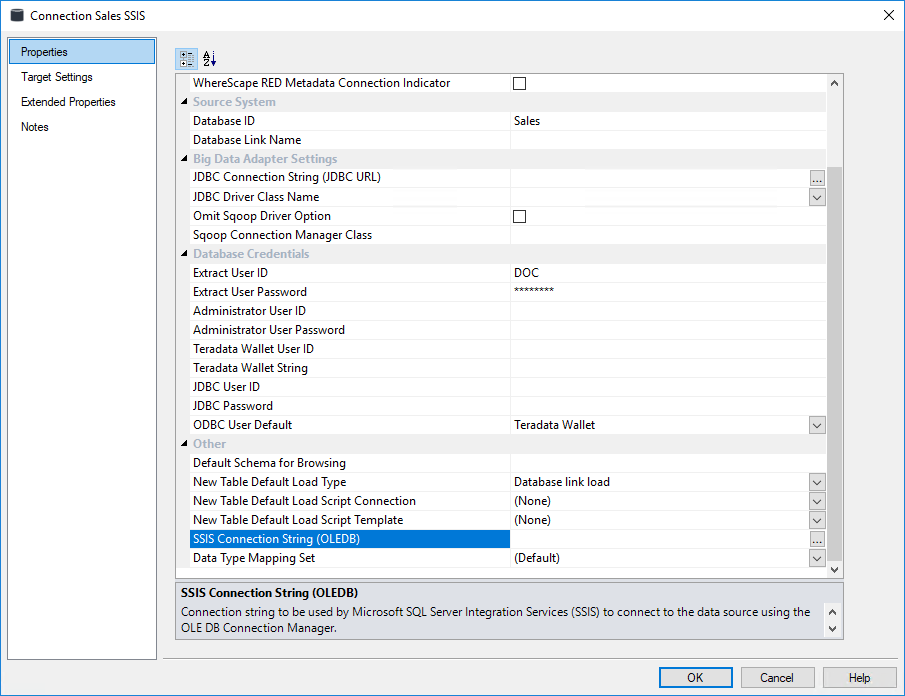 Connection Sales SSIS
Properties
Target Settings
Extended Properties
Notes
WhereScape RED Metadata Connection Indicator
Source System
Database ID Sales
Database Link Name
Big Data Adapter Settings
JDBC Connection String (JDBC URL) ...
JDBC Driver Class Name
Omit Sqoop Driver Option
Sqoop Connection Manager Class
Database Credentials
Extract User ID DOC
Extract User Password ********
Administrator User ID
Administrator User Password
Teradata Wallet User ID
Teradata Wallet String
JDBC User ID
JDBC Password
ODBC User Default Teradata Wallet
Other
Default Schema for Browsing
New Table Default Load Type Database link load
New Table Default Load Script Connection (None)
New Table Default Load Script Template (None)
SSIS Connection String (OLEDB) ...
Data Type Mapping Set (Default)
SSIS Connection String (OLEDB)
Connection string to be used by Microsoft SQL Server Integration Services (SSIS) to connect to the data source using the
OLE DB Connection Manager.
OK Cancel Help